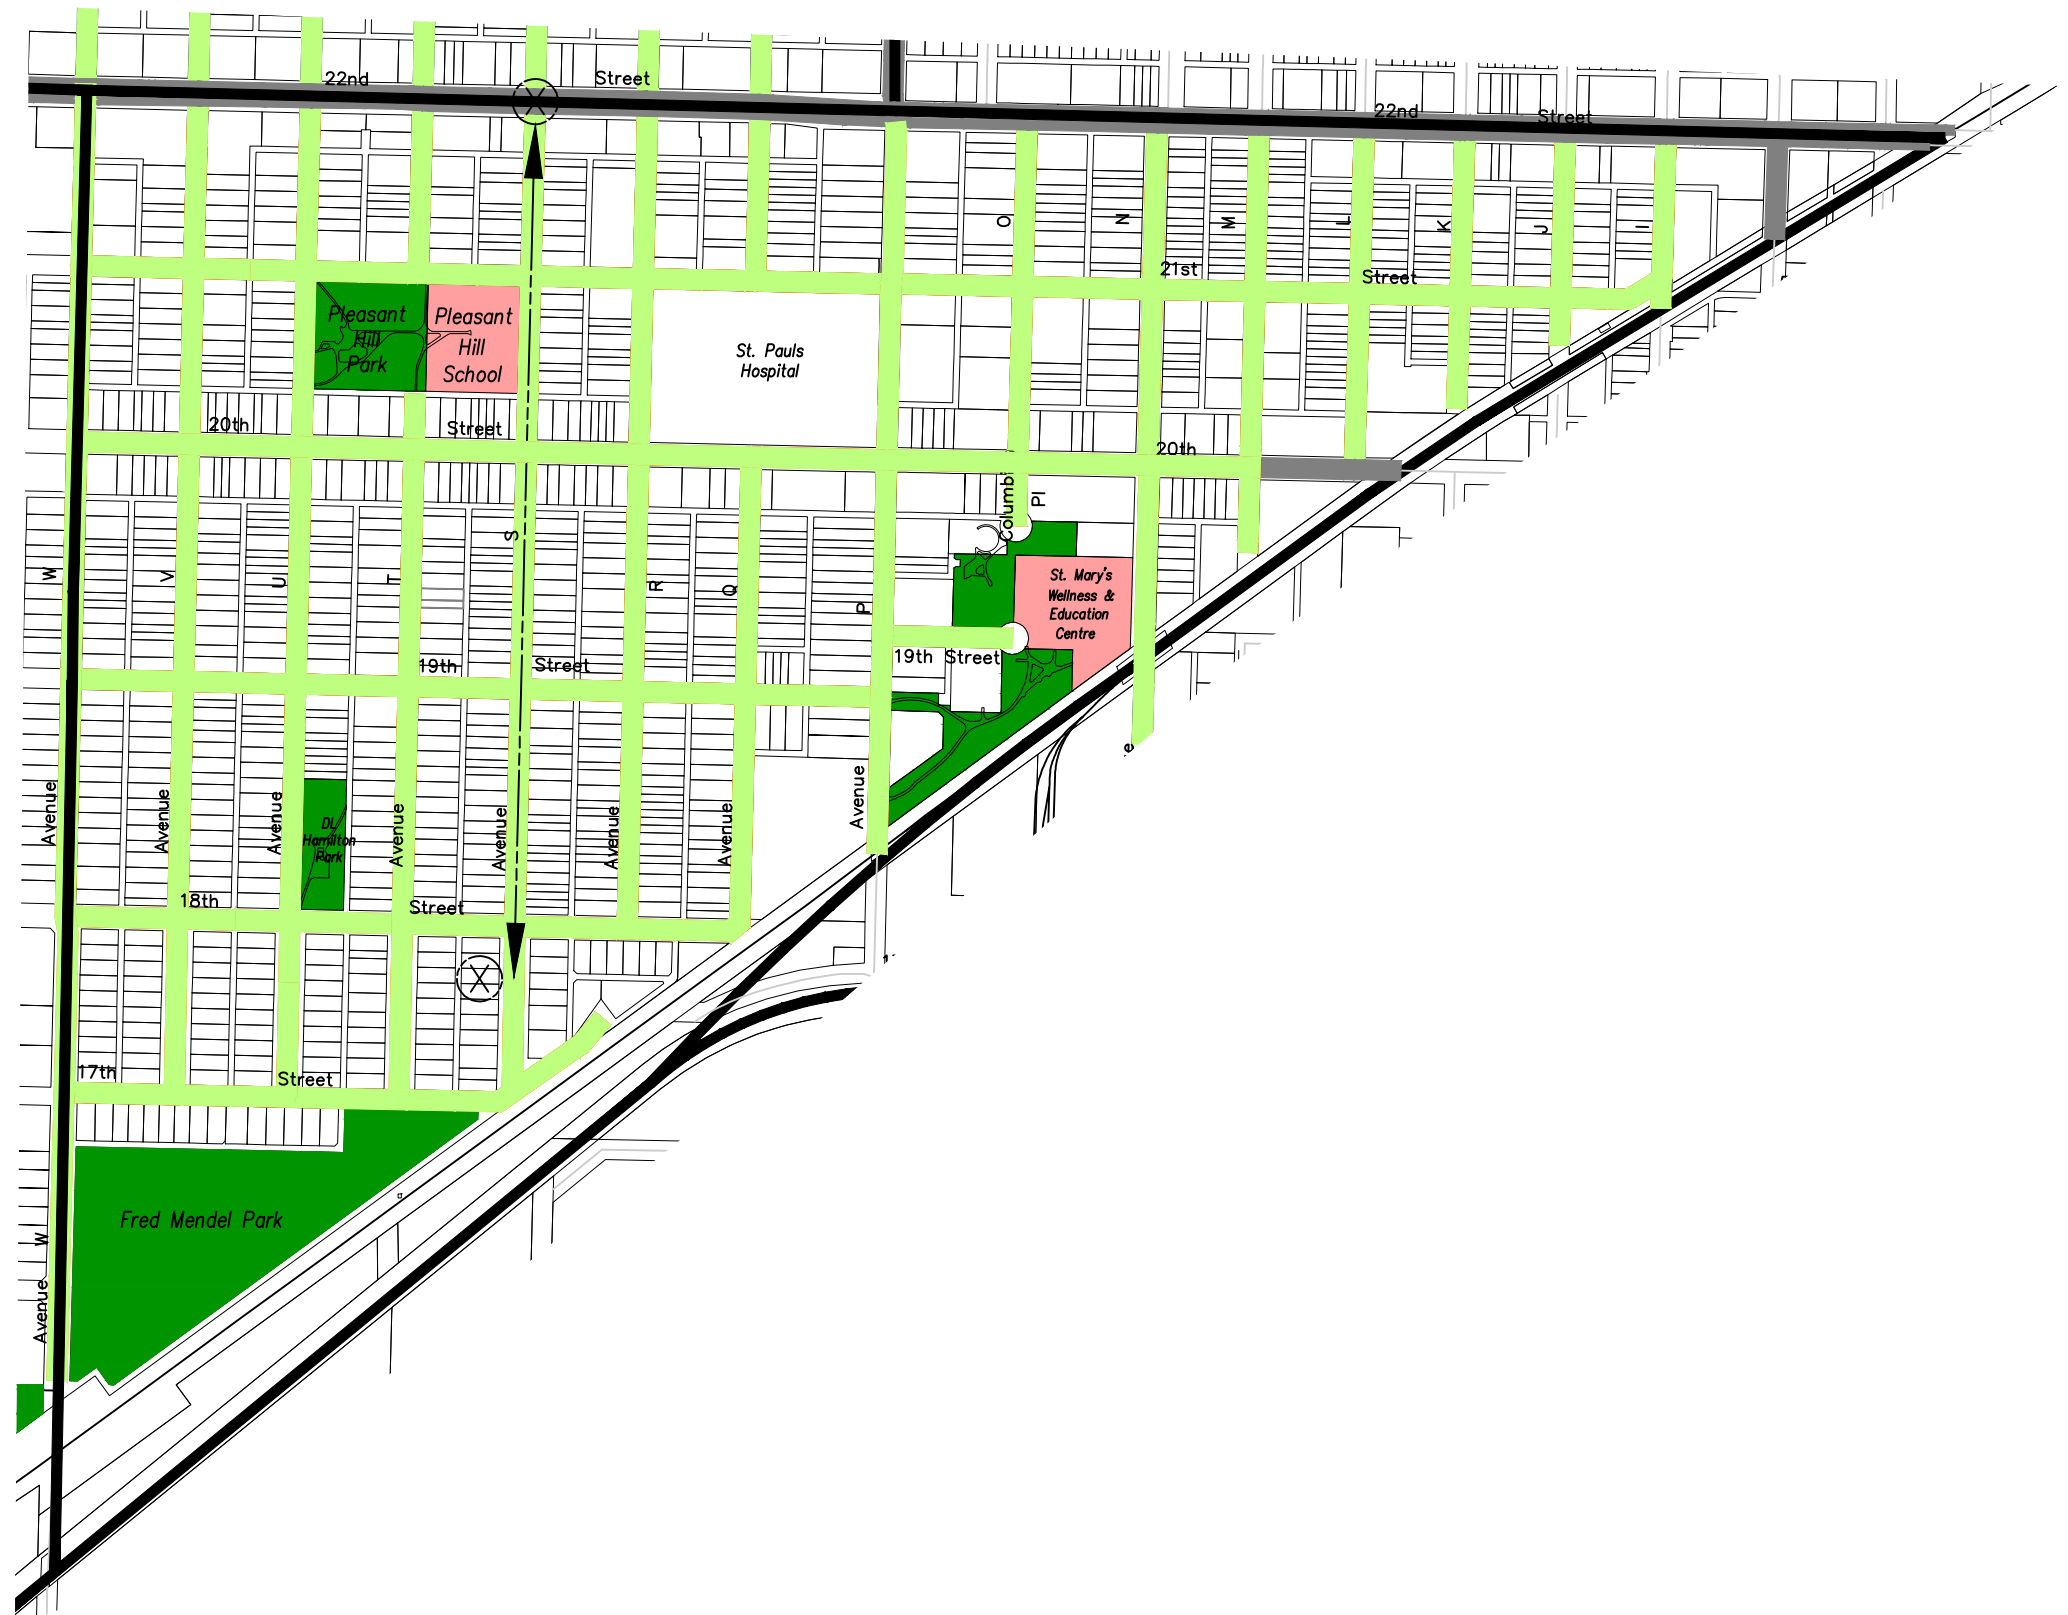 22nd Street
22nd Street
O
N
M
L
K
J
I
21st Street
Pleasant
Hill
Park
Pleasant
Hill
School
St. Pauls
Hospital
20th Street
20th
Columb
Pl
W
V
U
T
S
R
Q
P
St. Mary's
Wellness &
Education
Centre
19th Street
19th Street
Avenue
Avenue
Avenue
Avenue
Avenue
Avenue
Avenue
Avenue
DL
Hamilton
Park
18th Street
X
X
17th Street
Fred Mendel Park
W
Avenue
e